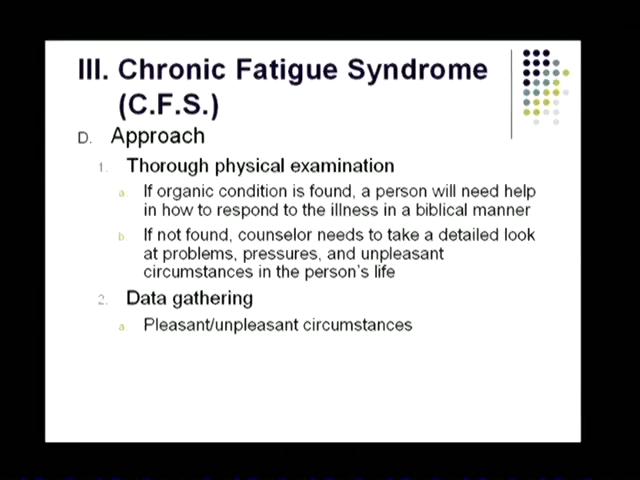 III. Chronic Fatigue Syndrome
(C.F.S.)
D. Approach
1. Thorough physical examination
a. If organic condition is found, a person will need help
in how to respond to the illness in a biblical manner
b. If not found, counselor needs to take a detailed look
at problems, pressures, and unpleasant
circumstances in the person's life
2. Data gathering
a. Pleasant/unpleasant circumstances